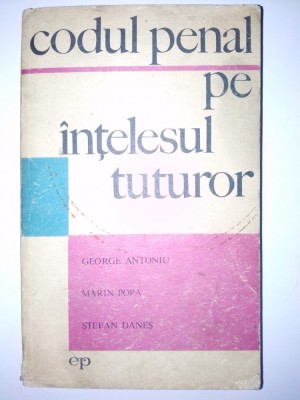 codul penal
pe
înțelesul
tuturor
GEORGE ANTONIU
MARIN POPA
ȘTEFAN DANEȘ
ep